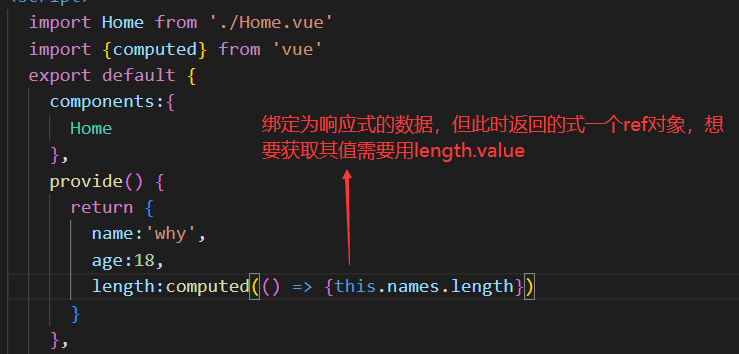 import Home from './Home.vue'
import {computed} from 'vue'
export default {
components:{
Home
},
绑定为响应式的数据，但此时返回的式一个ref对象，想
要获取其值需要用length.value
provide() {
return {
name:'why',
age:18,
length:computed(() => {this.names.length})
}
},